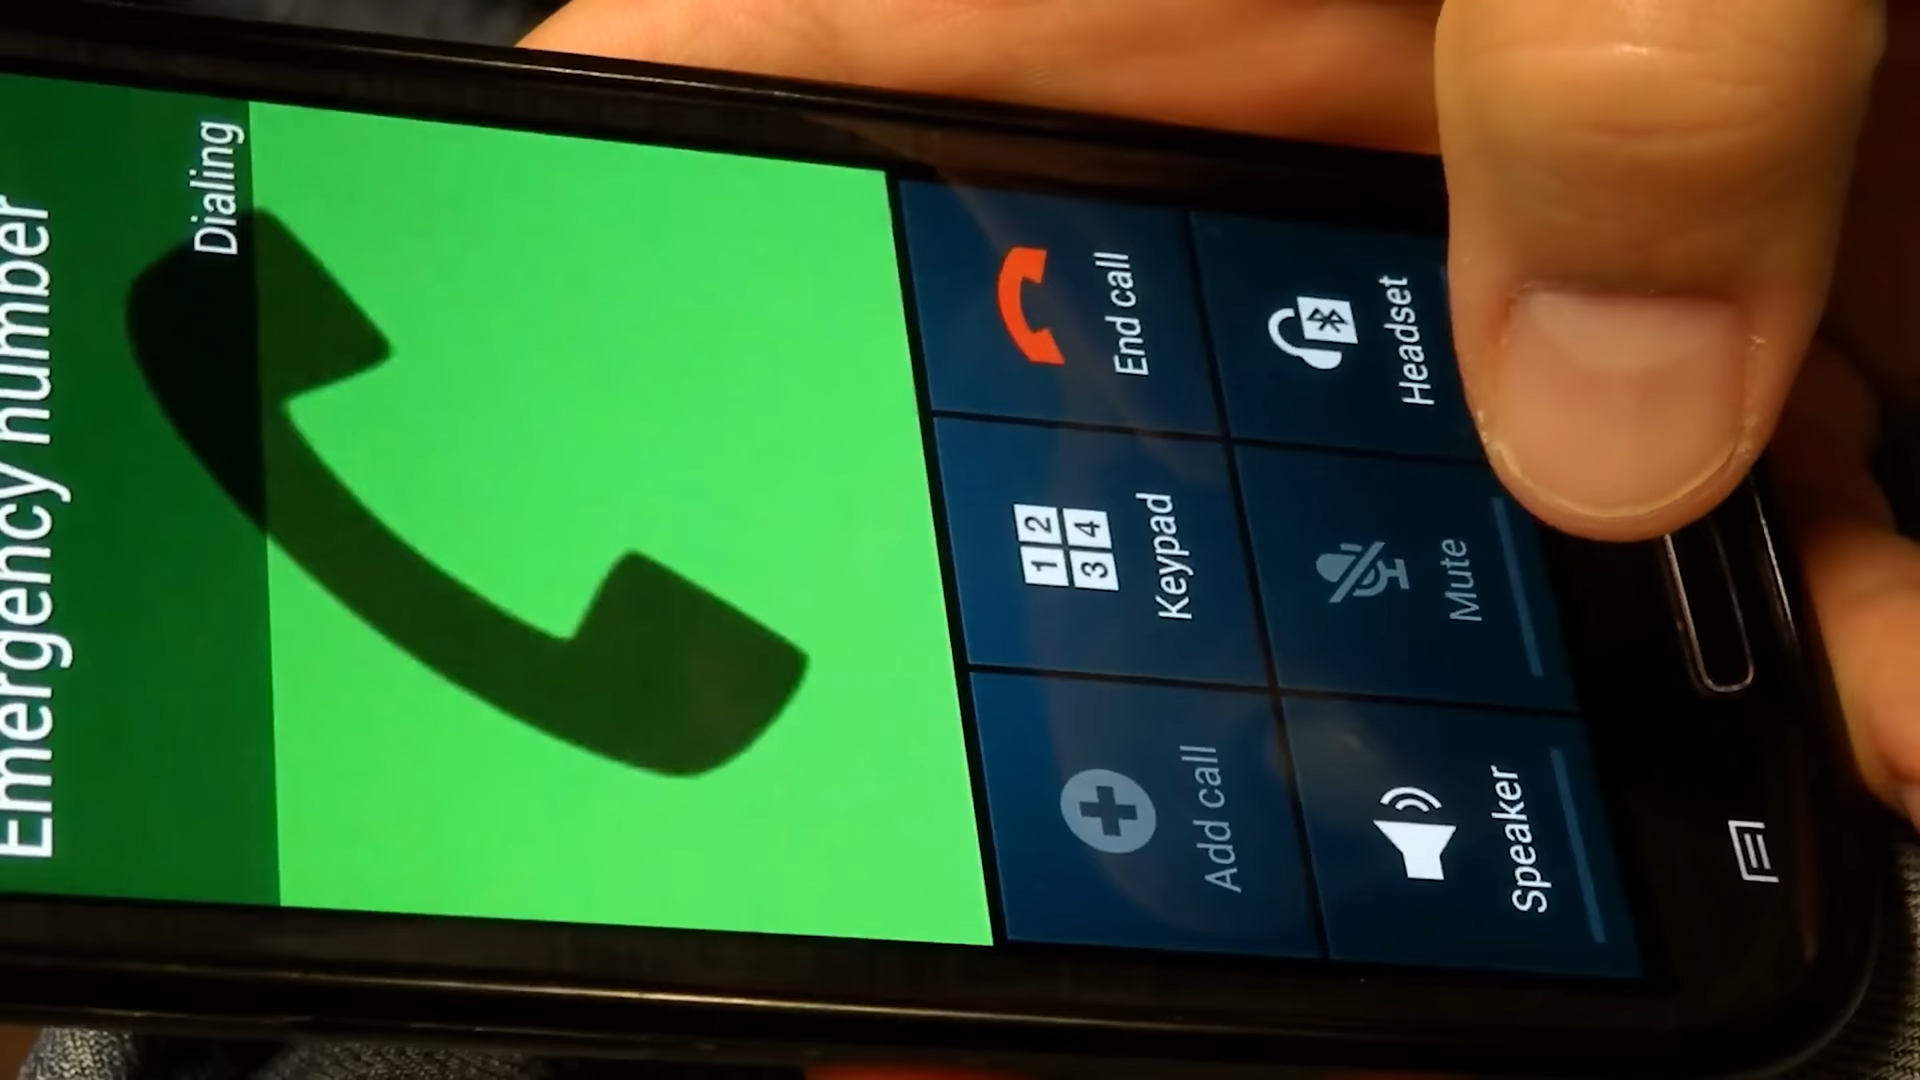 Emergency number
Dialing
Add call
Keypad
1 2
3 4
End call
Speaker
Mute
Headset